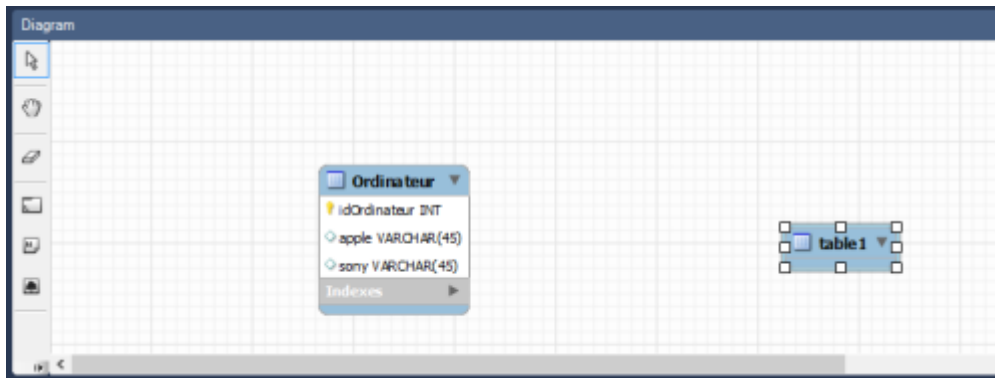 Diagram
Ordinateur
idOrdinateur INT
apple VARCHAR(45)
sony VARCHAR(45)
Indexes
table1